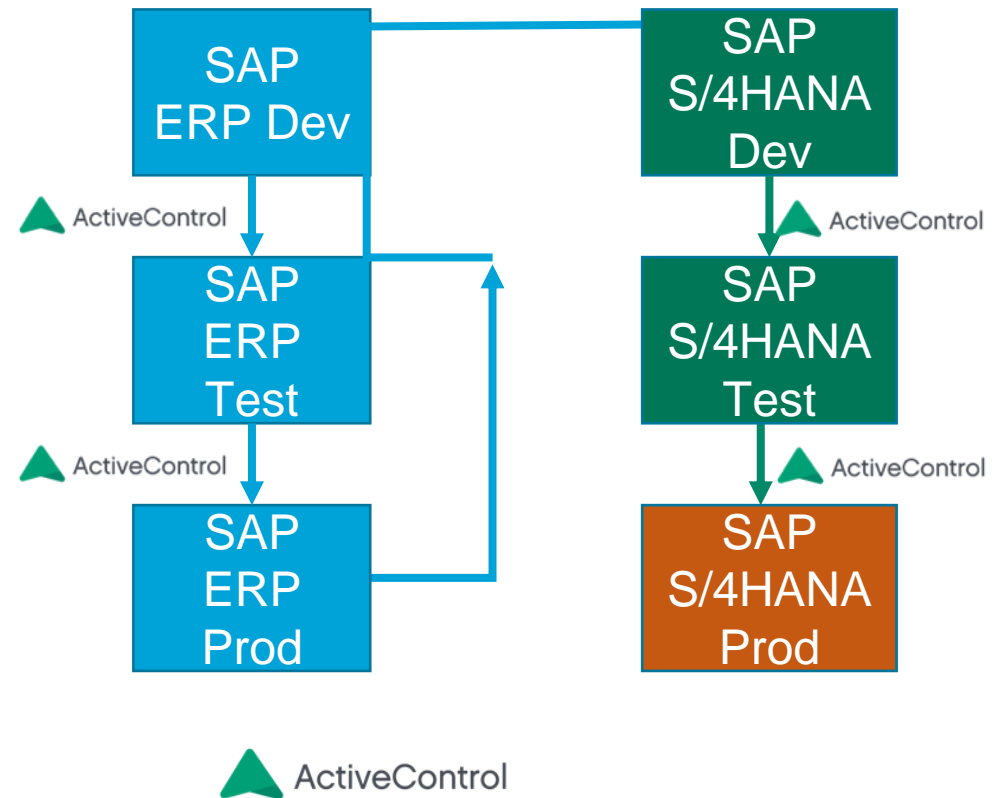 SAP
ERP Dev
SAP
S/4HANA
Dev
ActiveControl
ActiveControl
SAP
ERP
Test
SAP
S/4HANA
Test
ActiveControl
ActiveControl
SAP
ERP
Prod
SAP
S/4HANA
Prod
ActiveControl